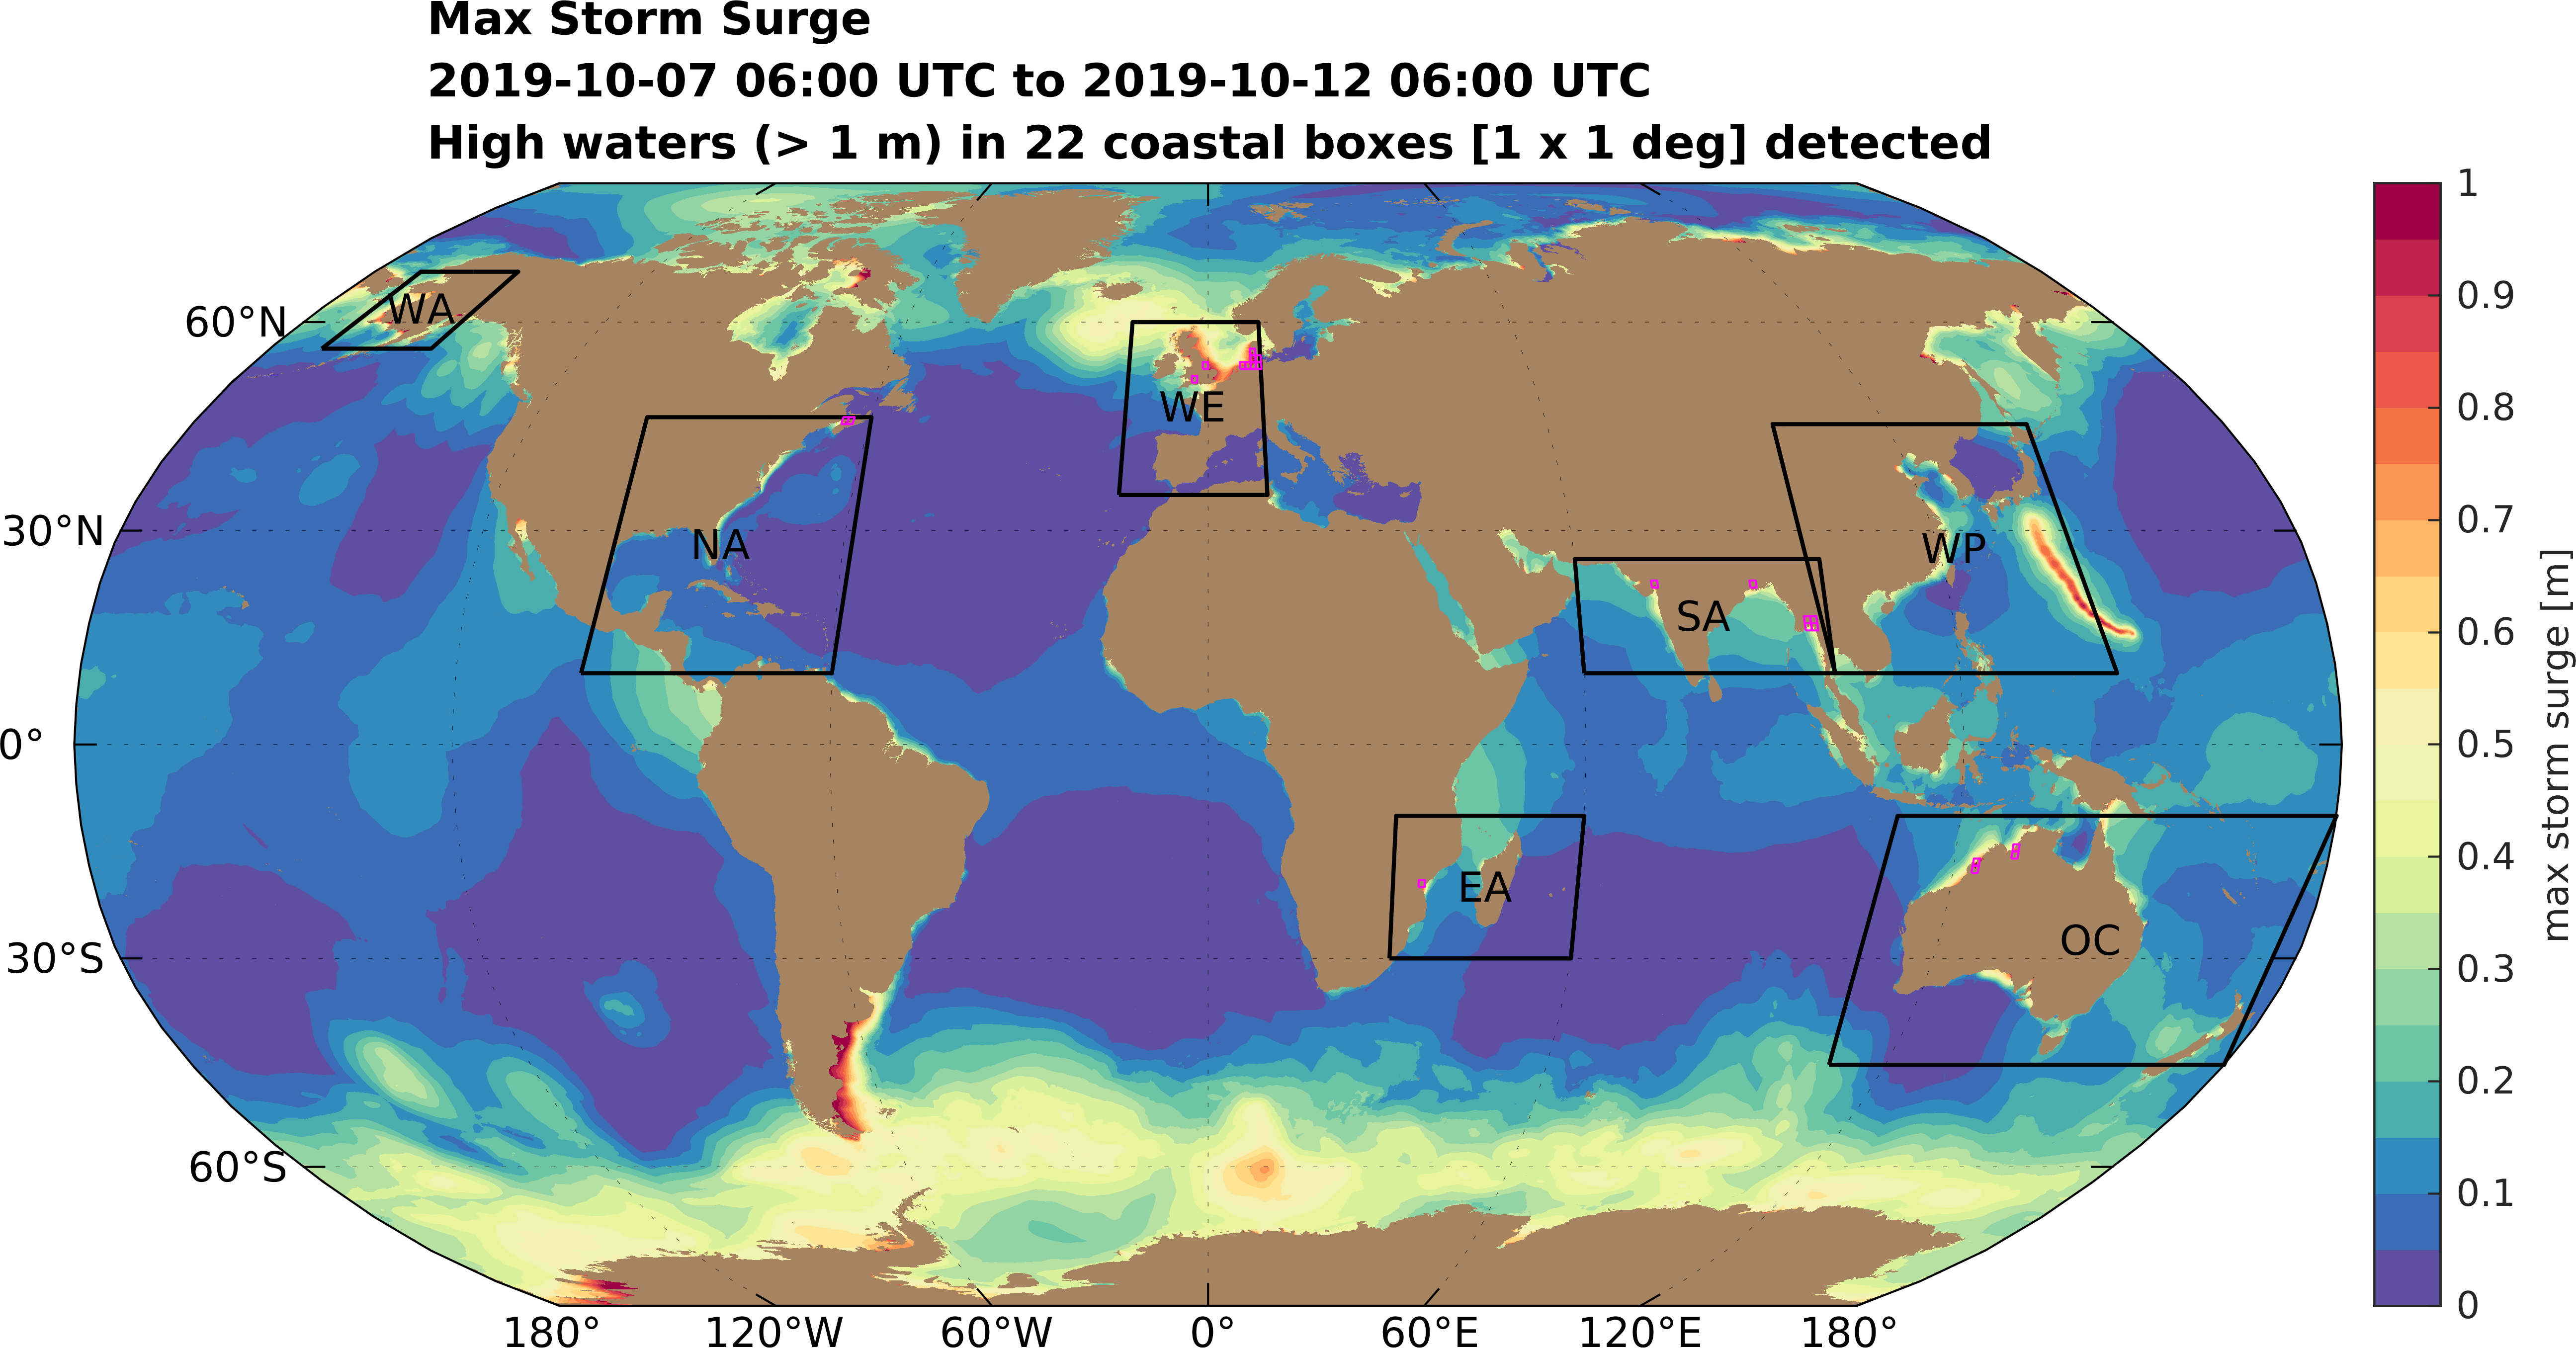 Max Storm Surge
2019-10-07 06:00 UTC to 2019-10-12 06:00 UTC
High waters (> 1 m) in 22 coastal boxes [1 x 1 deg] detected
60°N
30°N
0°
30°S
60°S
WA
NA
WE
SA
WP
EA
OC
180°
120°W
60°W
0°
60°E
120°E
180°
1
0.9
0.8
0.7
0.6
0.5
0.4
0.3
0.2
0.1
0
max storm surge [m]